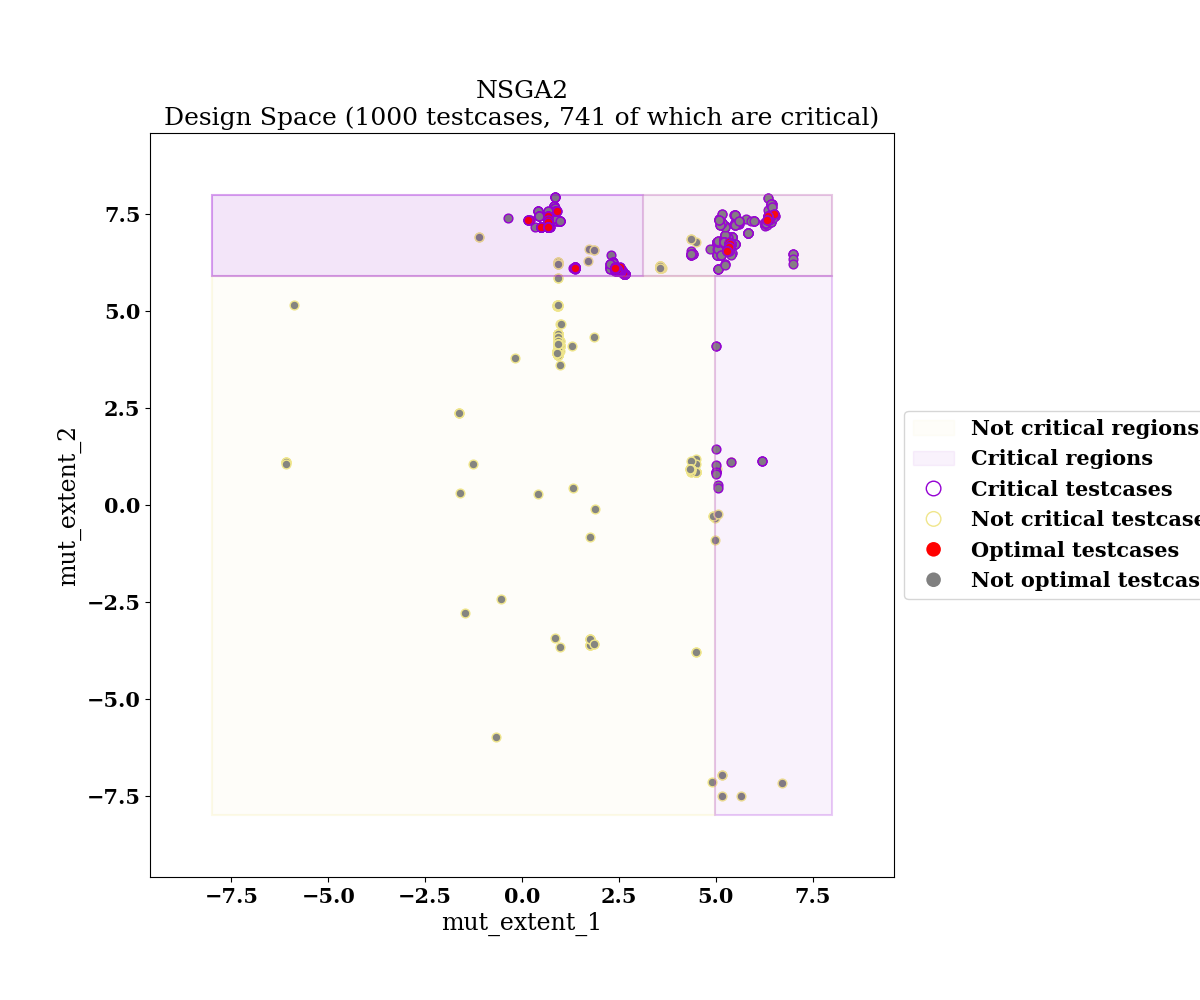 NSGA2
Design Space (1000 testcases, 741 of which are critical)
7.5
5.0
2.5
0.0
−2.5
−5.0
−7.5
mut_extent_2
−7.5 −5.0 −2.5 0.0 2.5 5.0 7.5
mut_extent_1
Not critical regions
Critical regions
Critical testcases
Not critical testcase
Optimal testcases
Not optimal testcas